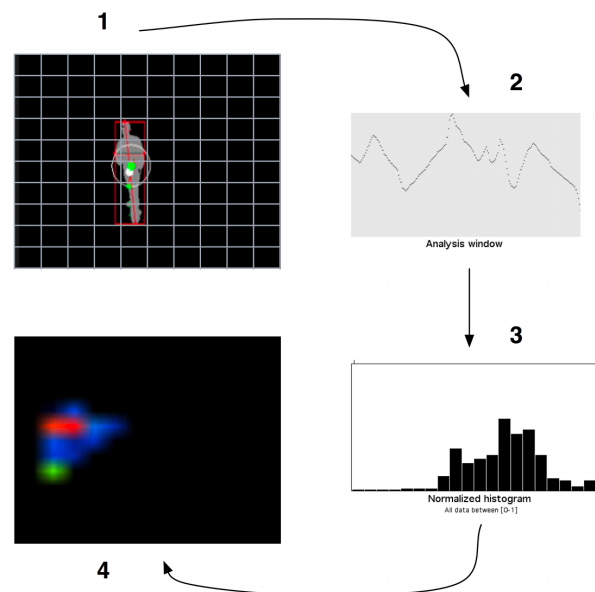 1
2
Analysis window
3
Normalized histogram
All data between [0-1]
4